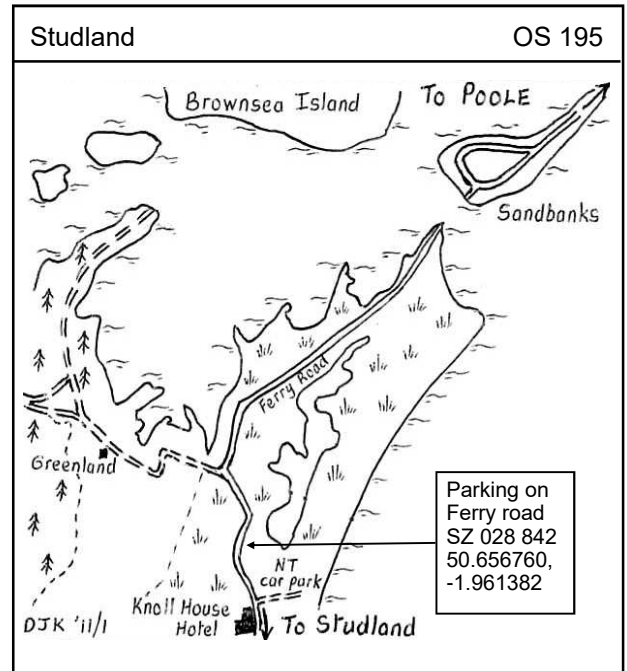 Studland OS 195
Brownsea Island
To POOLE
Sandbanks
Ferry Road
Greenland
Parking on
Ferry road
SZ 028 842
50.656760,
-1.961382
NT
car park
Knoll House
Hotel
To Studland
DJK '11/1